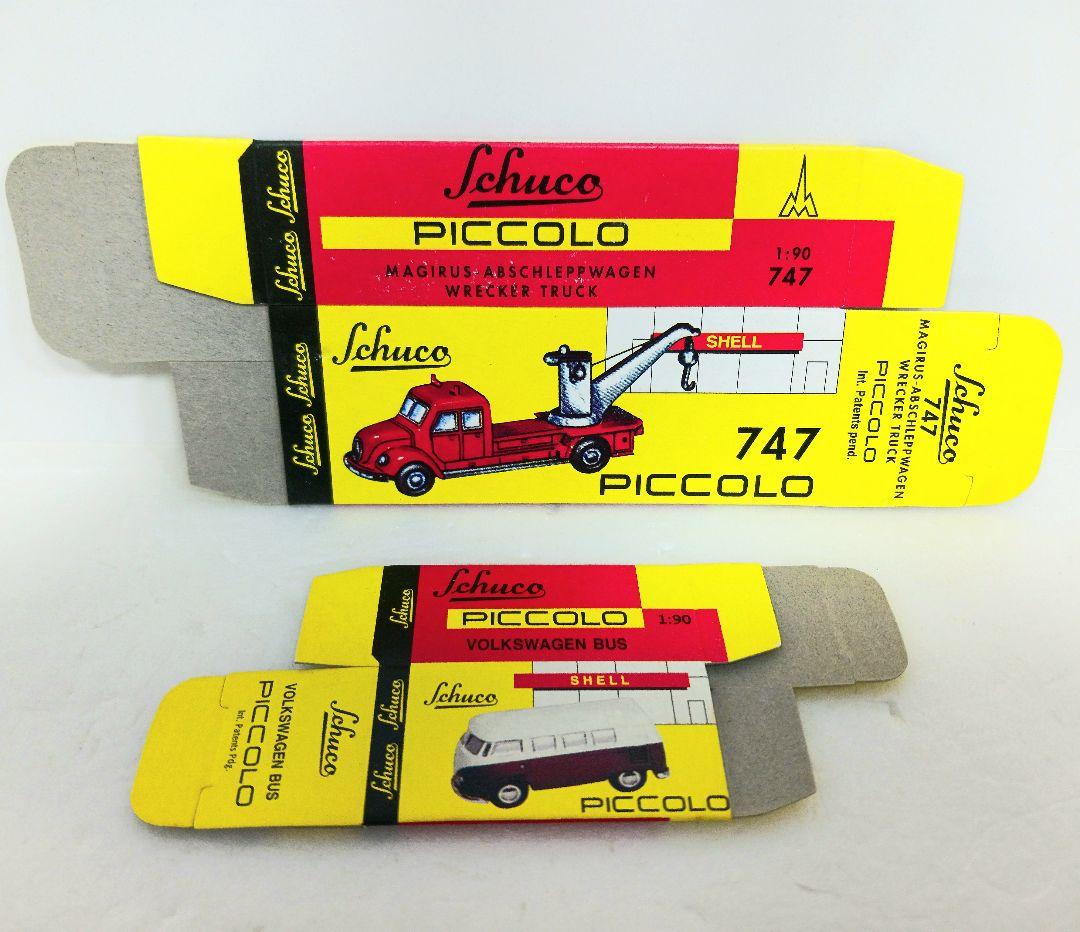 Schuco
PICCOLO
MAGIRUS-ABSCHLEPPWAGEN
WRECKER TRUCK
1:90
747
Schuco Schuco
Schuco Schuco
Schuco
SHELL
747
PICCOLO
Schuco
747
MAGIRUS-ABSCHLEPPWAGEN
WRECKER TRUCK
PICCOLO
Int. Patents pend.
Schuco
PICCOLO
1:90
VOLKSWAGEN BUS
Schuco
Schuco Schuco
Schuco
SHELL
PICCOLO
Schuco
VOLKSWAGEN BUS
PICCOLO
Int. Patents Pdg.